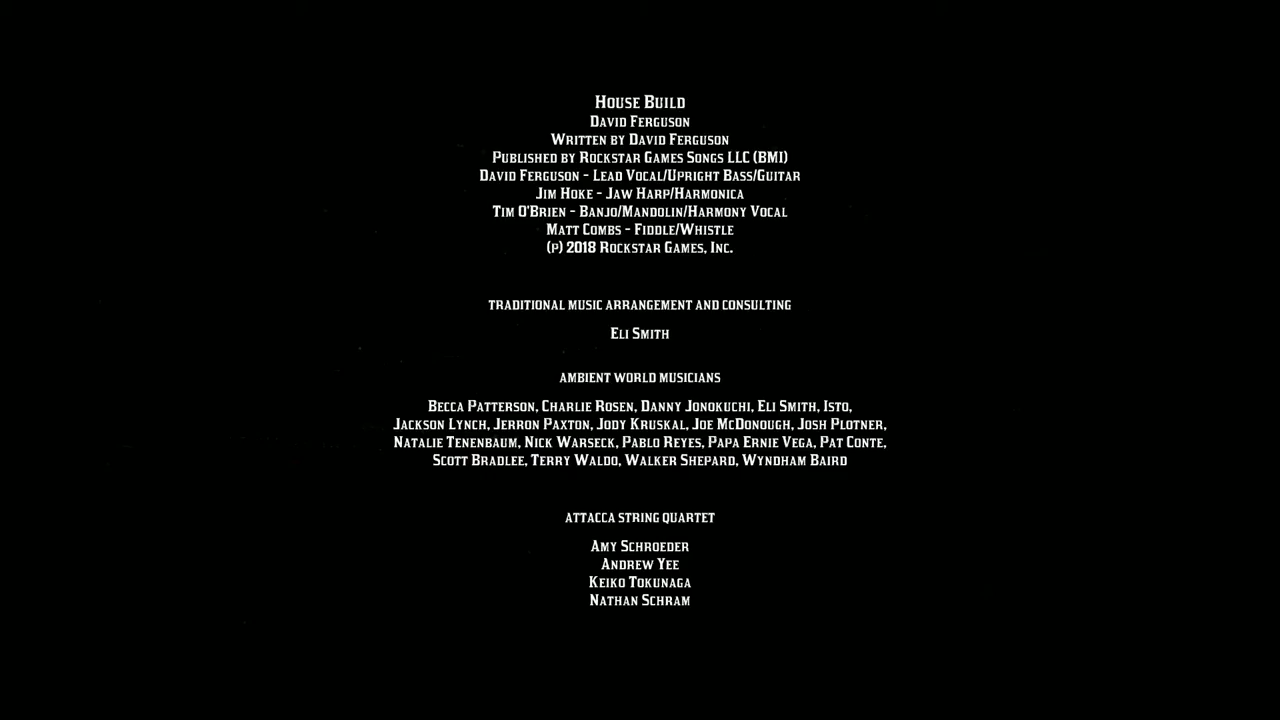 House Build
David Ferguson
Written by David Ferguson
Published by Rockstar Games Songs LLC (BMI)
David Ferguson - Lead Vocal/Upright Bass/Guitar
Jim Hoke - Jaw Harp/Harmonica
Tim O'Brien - Banjo/Mandolin/Harmony Vocal
Matt Combs - Fiddle/Whistle
(p) 2018 Rockstar Games, Inc.
traditional music arrangement and consulting
Eli Smith
ambient world musicians
Becca Patterson, Charlie Rosen, Danny Jonokuchi, Eli Smith, Isto,
Jackson Lynch, Jerron Paxton, Jody Kruskal, Joe McDonough, Josh Plotner,
Natalie Tenenbaum, Nick Warseck, Pablo Reyes, Papa Ernie Vega, Pat Conte,
Scott Bradlee, Terry Waldo, Walker Shepard, Wyndham Baird
attacca string quartet
Amy Schroeder
Andrew Yee
Keiko Tokunaga
Nathan Schram